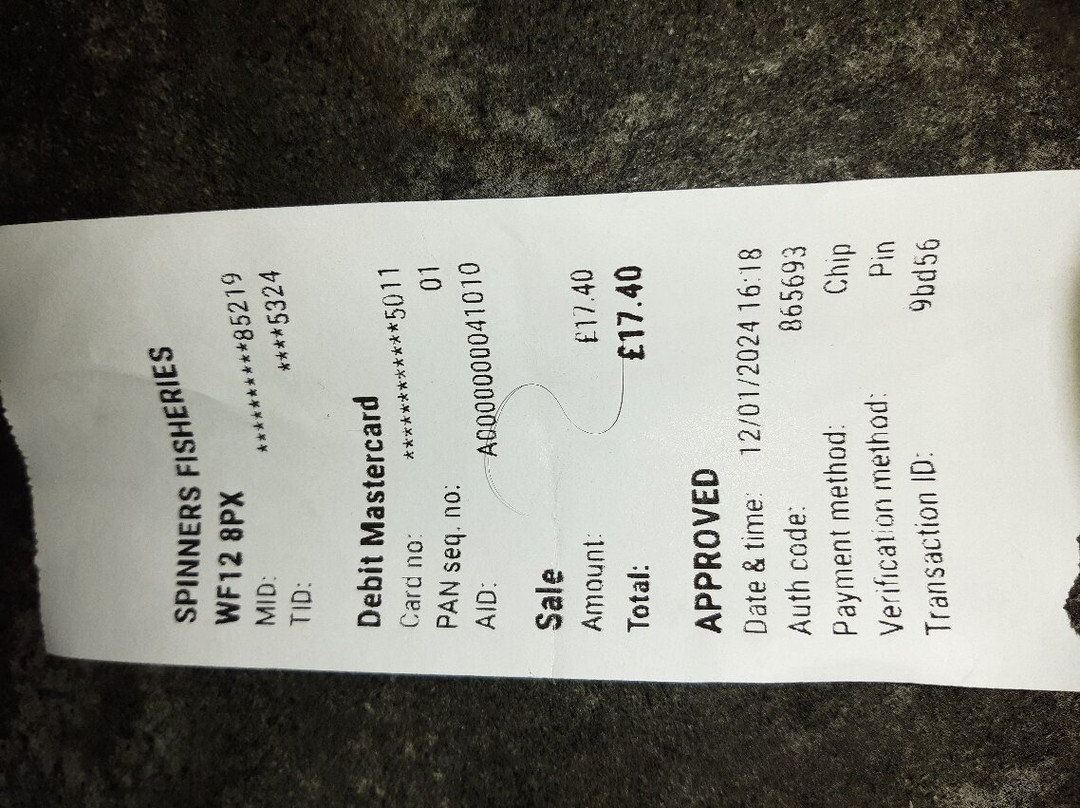 SPINNERS FISHERIES
WF12 8PX
MID: **********85219
TID: ****5324
Debit Mastercard
Card no: ************5011
PAN seq. no: 01
AID: A0000000041010
Sale
Amount: £17.40
Total: £17.40
APPROVED
Date & time: 12/01/2024 16:18
Auth code: 865693
Payment method: Chip
Verification method: Pin
Transaction ID: 9bd56